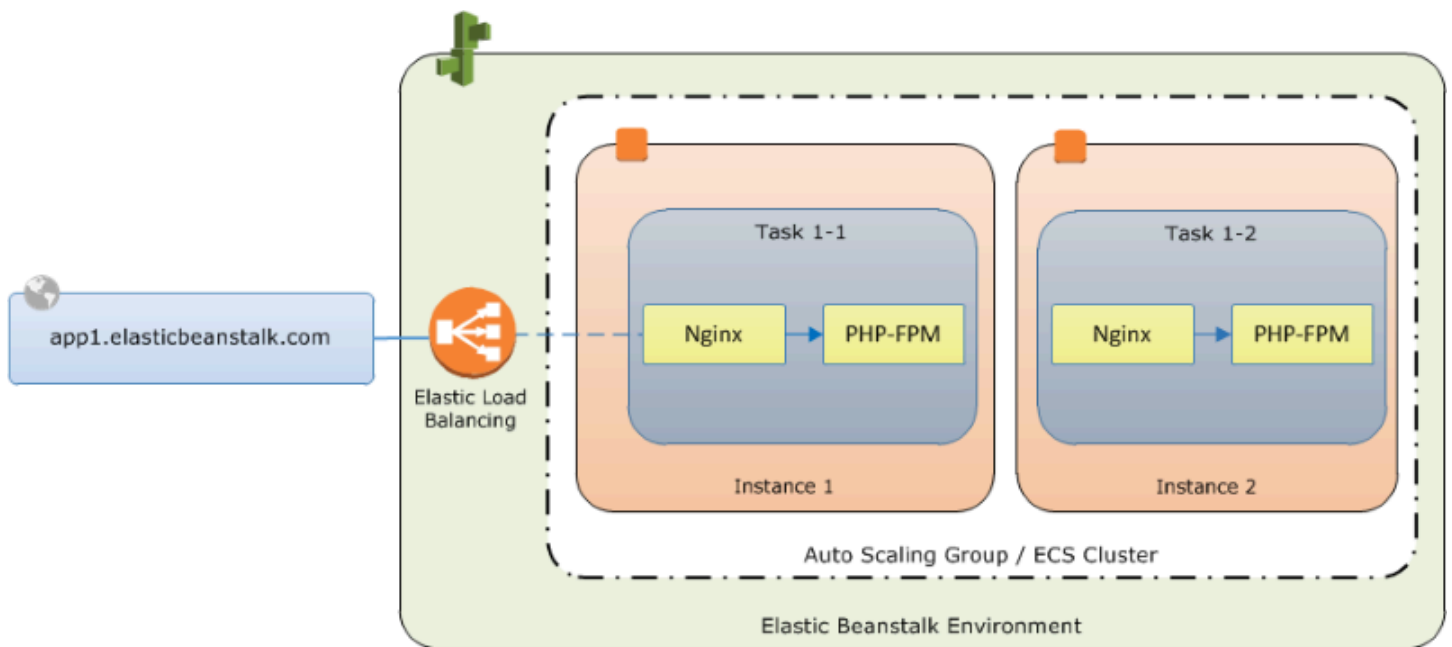 app1.elasticbeanstalk.com
Elastic Load
Balancing
Task 1-1
Nginx
PHP-FPM
Instance 1
Task 1-2
Nginx
PHP-FPM
Instance 2
Auto Scaling Group / ECS Cluster
Elastic Beanstalk Environment